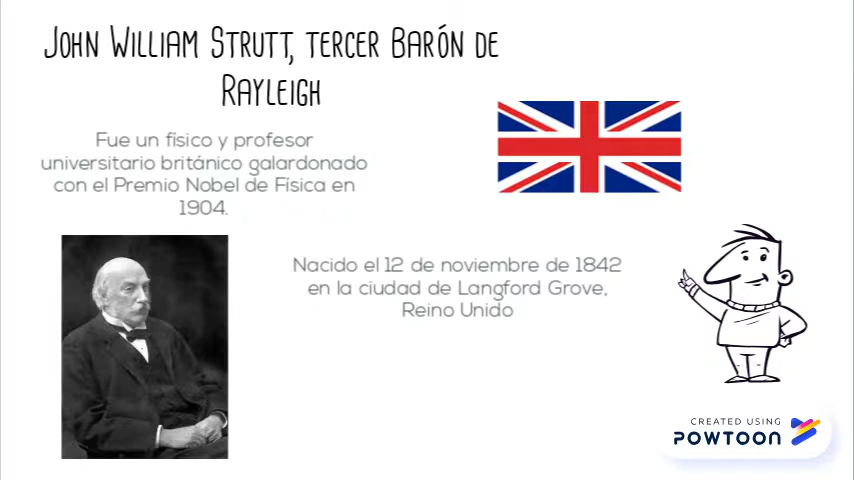 John William Strutt, tercer Barón de
Rayleigh
Fue un físico y profesor
universitario británico galardonado
con el Premio Nobel de Física en
1904.
Nacido el 12 de noviembre de 1842
en la ciudad de Langford Grove,
Reino Unido
CREATED USING
POWTOON